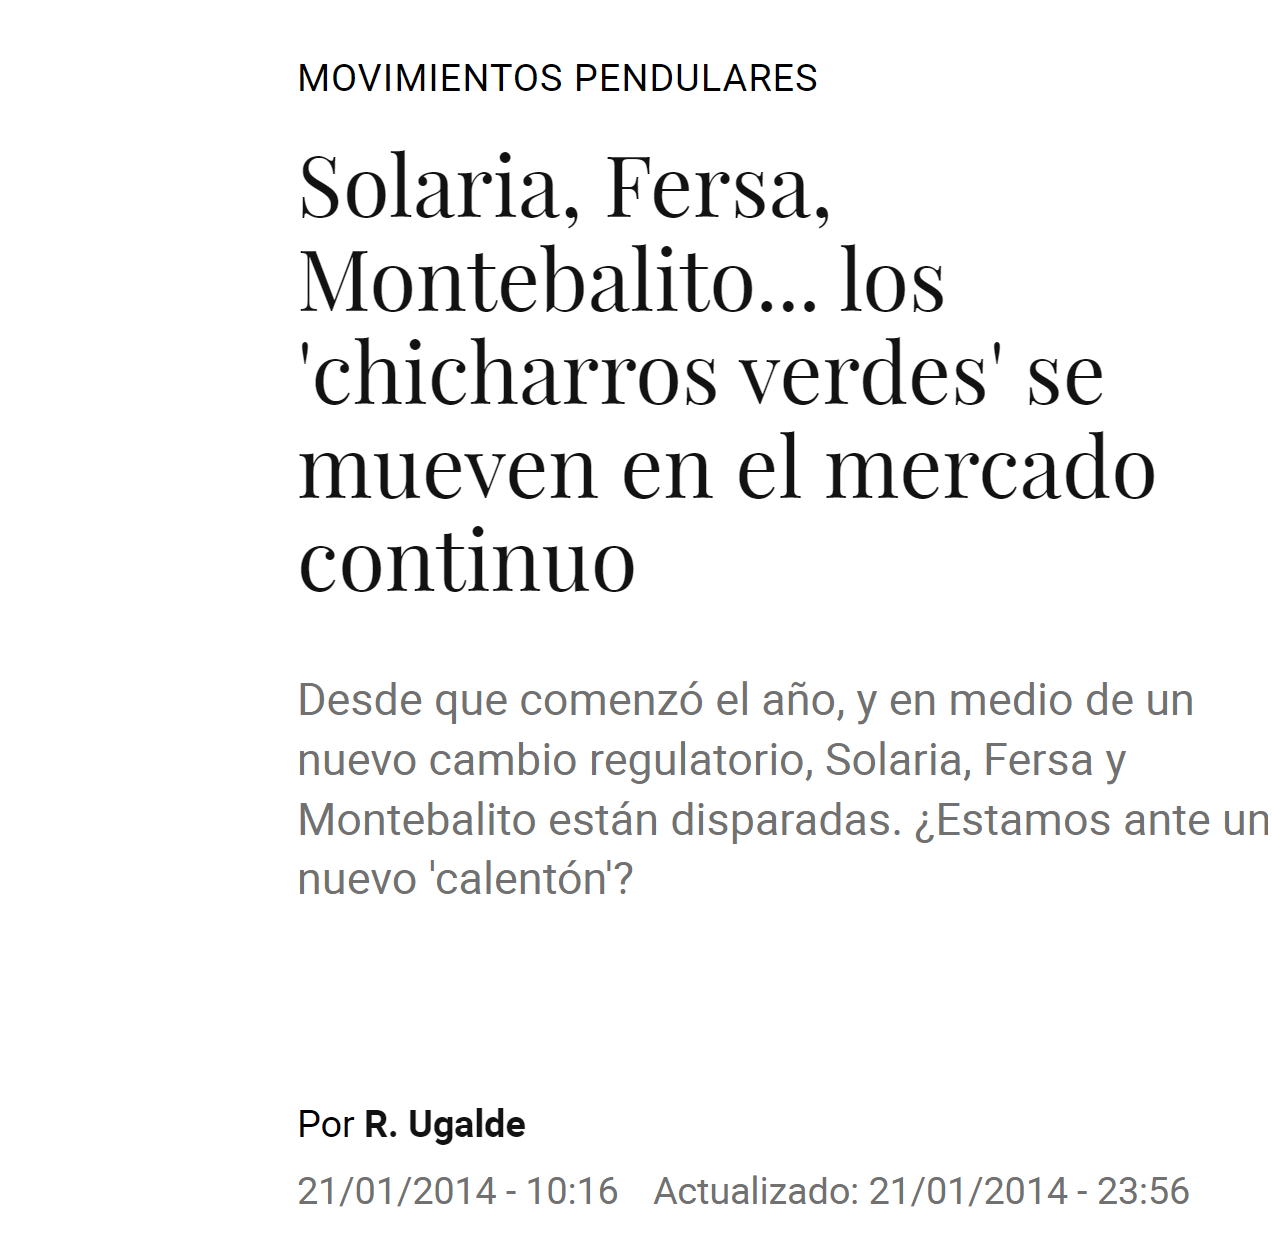 MOVIMIENTOS PENDULARES
Solaria, Fersa,
Montebalito... los
'chicharros verdes' se
mueven en el mercado
continuo
Desde que comenzó el año, y en medio de un
nuevo cambio regulatorio, Solaria, Fersa y
Montebalito están disparadas. ¿Estamos ante un
nuevo 'calentón'?
Por R. Ugalde
21/01/2014 - 10:16 Actualizado: 21/01/2014 - 23:56